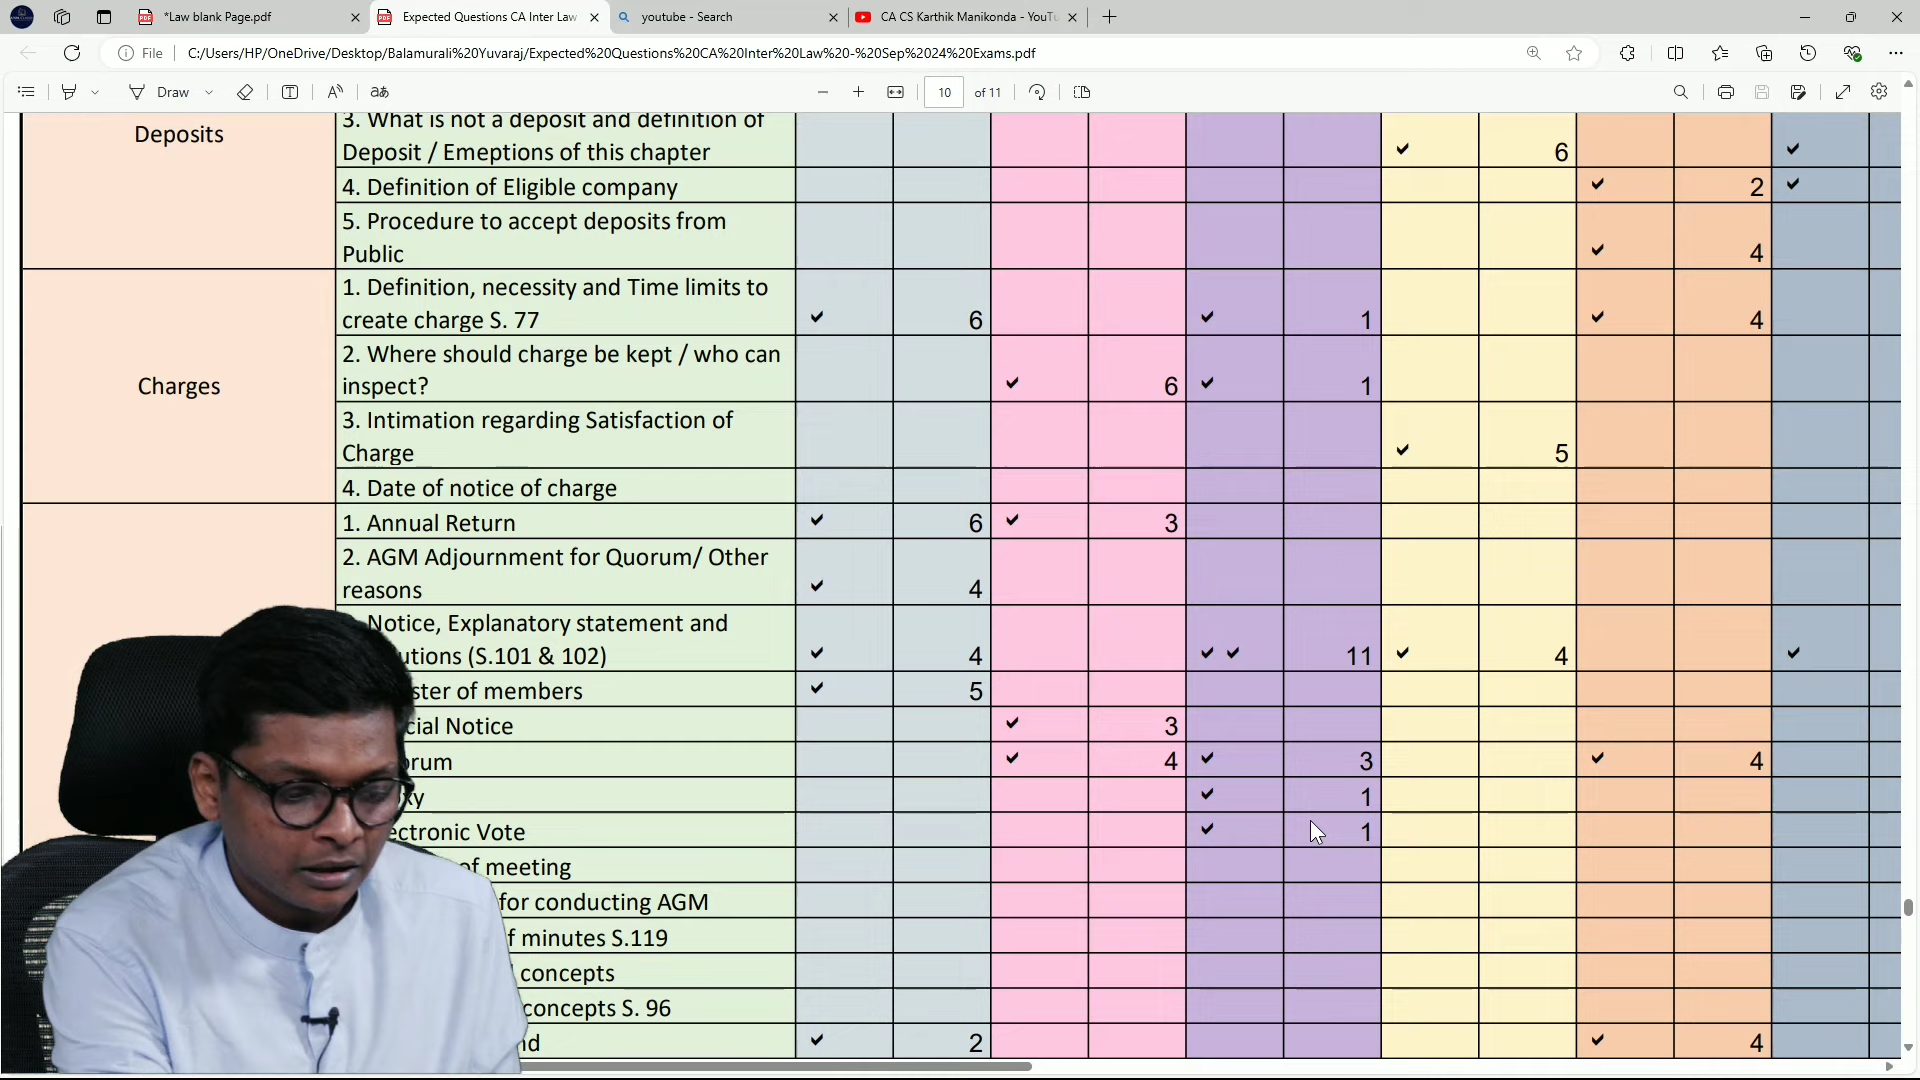 *Law blank Page.pdf
Expected Questions CA Inter Law
youtube - Search
CA CS Karthik Manikonda - YouTu
File
C:/Users/HP/OneDrive/Desktop/Balamurali%20Yuvaraj/Expected%20Questions%20CA%20Inter%20Law%20-%20Sep%202024%20Exams.pdf
Draw
aあ
10 of 11
Deposits
3. What is not a deposit and definition of
Deposit / Emeptions of this chapter 6
4. Definition of Eligible company 2
5. Procedure to accept deposits from
Public 4
Charges
1. Definition, necessity and Time limits to
create charge S. 77 6 1 4
2. Where should charge be kept / who can
inspect? 6 1
3. Intimation regarding Satisfaction of
Charge 5
4. Date of notice of charge
1. Annual Return 6 3
2. AGM Adjournment for Quorum/ Other
reasons 4
Notice, Explanatory statement and
utions (S.101 & 102) 4 11 4
ster of members 5
cial Notice 3
orum 4 3 4
xy 1
ectronic Vote 1
of meeting
for conducting AGM
f minutes S.119
concepts
concepts S. 96
nd 2 4